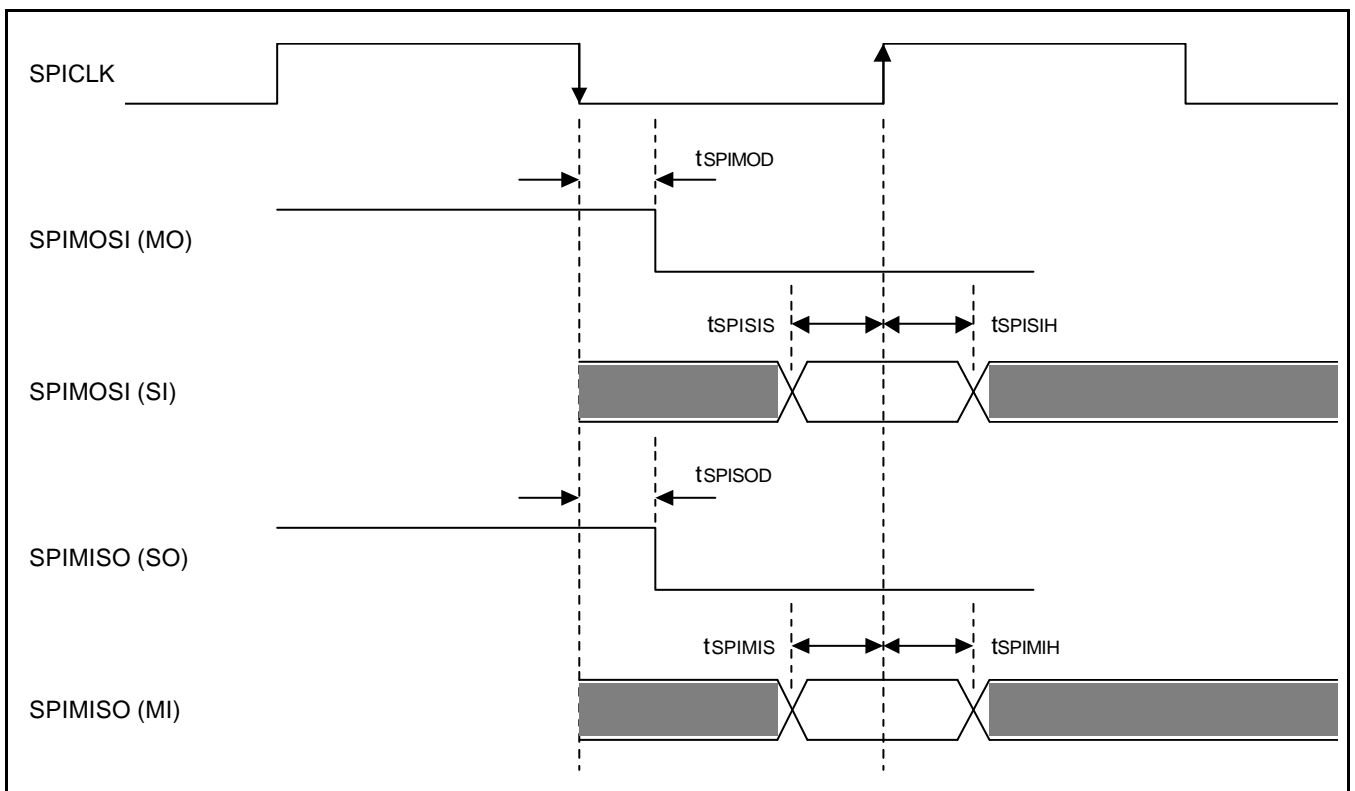 SPICLK
tSPIMOD
SPIMOSI (MO)
tSPISIS
tSPISIH
SPIMOSI (SI)
tSPISOD
SPIMISO (SO)
tSPIMIS
tSPIMIH
SPIMISO (MI)